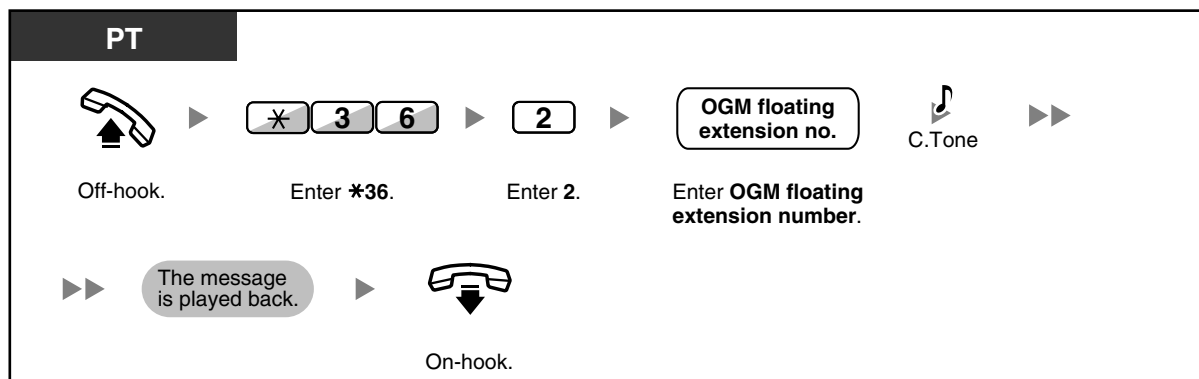 PT
✳ 3 6
2
OGM floating
extension no.
C.Tone
Off-hook.
Enter ✳36.
Enter 2.
Enter OGM floating
extension number.
The message
is played back.
On-hook.